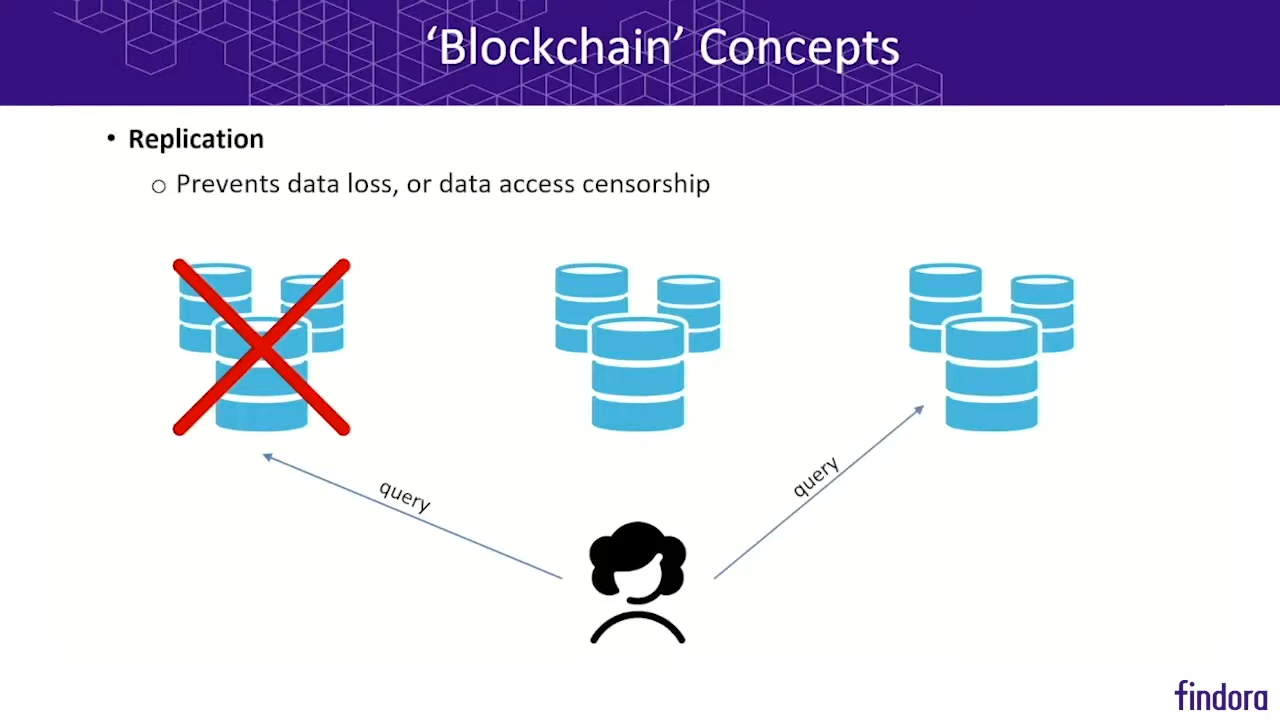 ‘Blockchain’ Concepts
• Replication
o Prevents data loss, or data access censorship
query
query
findora